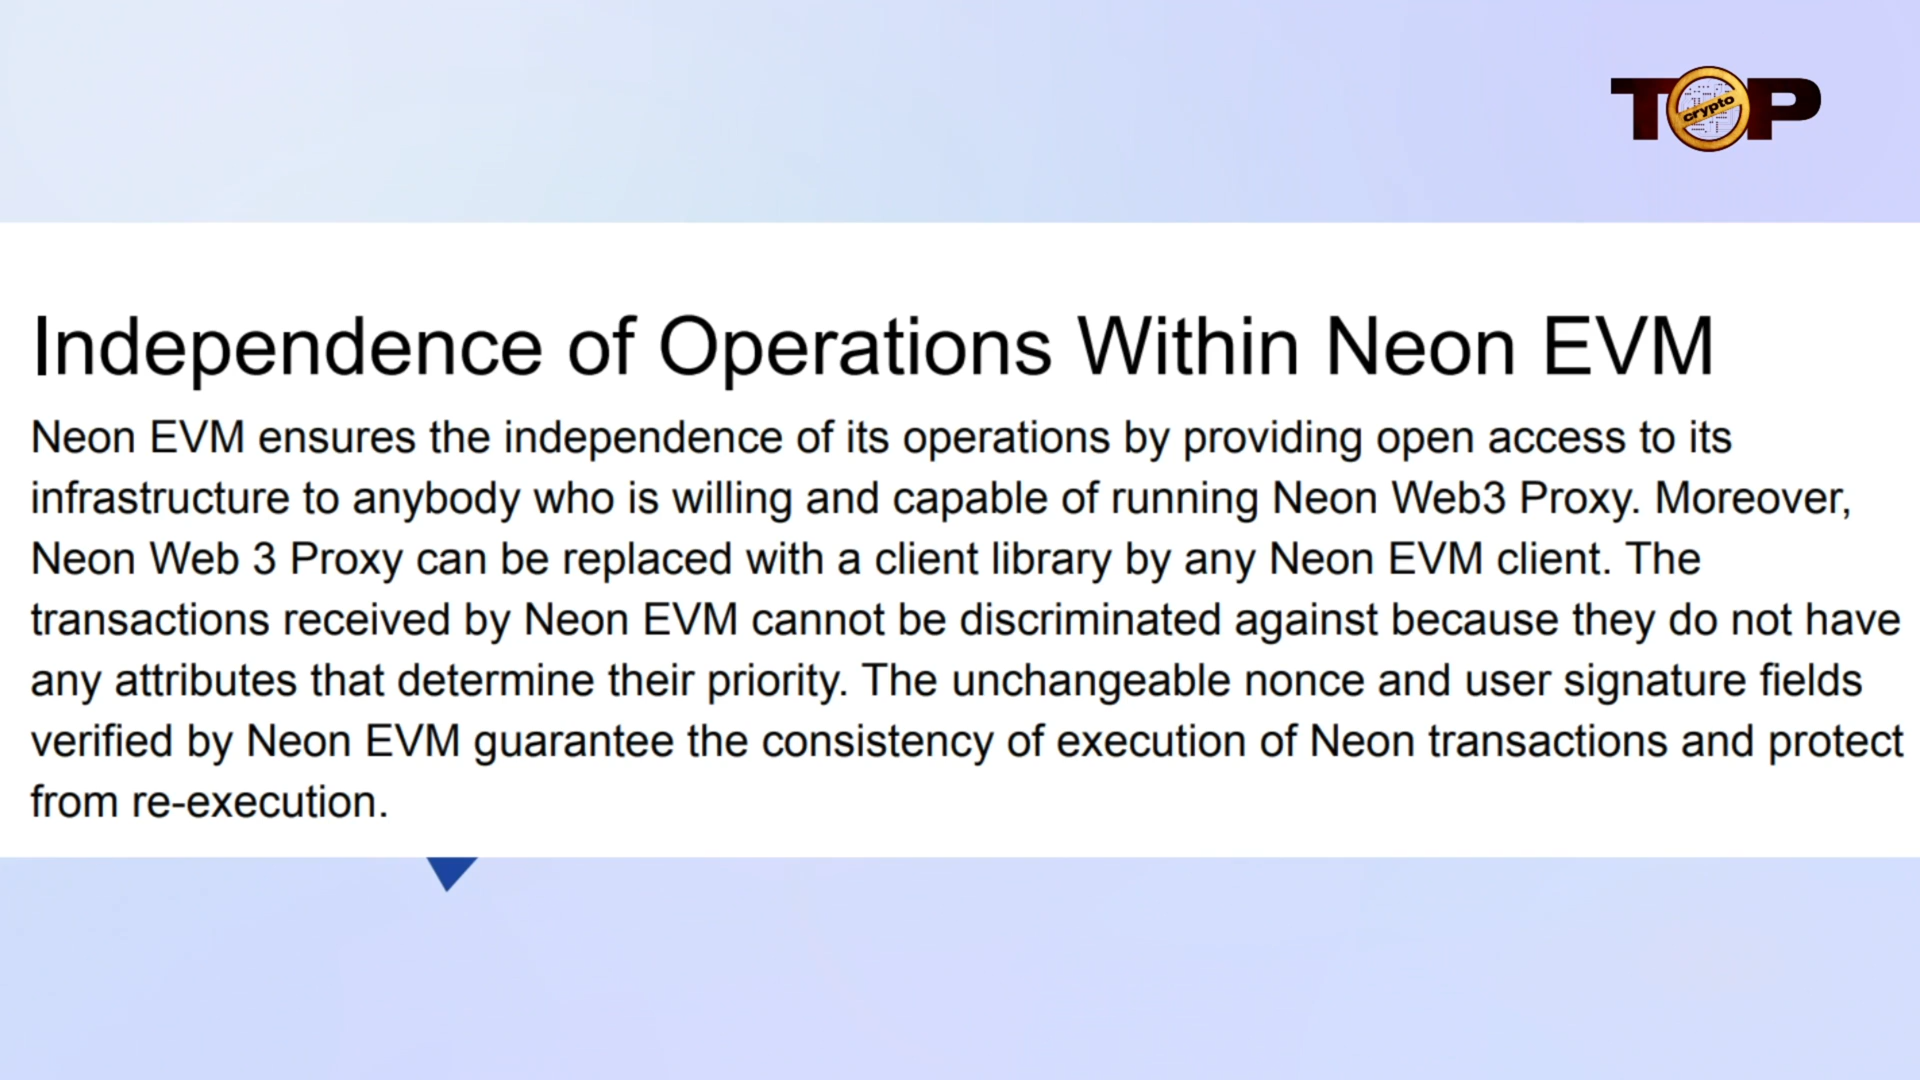 TOP
crypto
Independence of Operations Within Neon EVM
Neon EVM ensures the independence of its operations by providing open access to its
infrastructure to anybody who is willing and capable of running Neon Web3 Proxy. Moreover,
Neon Web 3 Proxy can be replaced with a client library by any Neon EVM client. The
transactions received by Neon EVM cannot be discriminated against because they do not have
any attributes that determine their priority. The unchangeable nonce and user signature fields
verified by Neon EVM guarantee the consistency of execution of Neon transactions and protect
from re-execution.